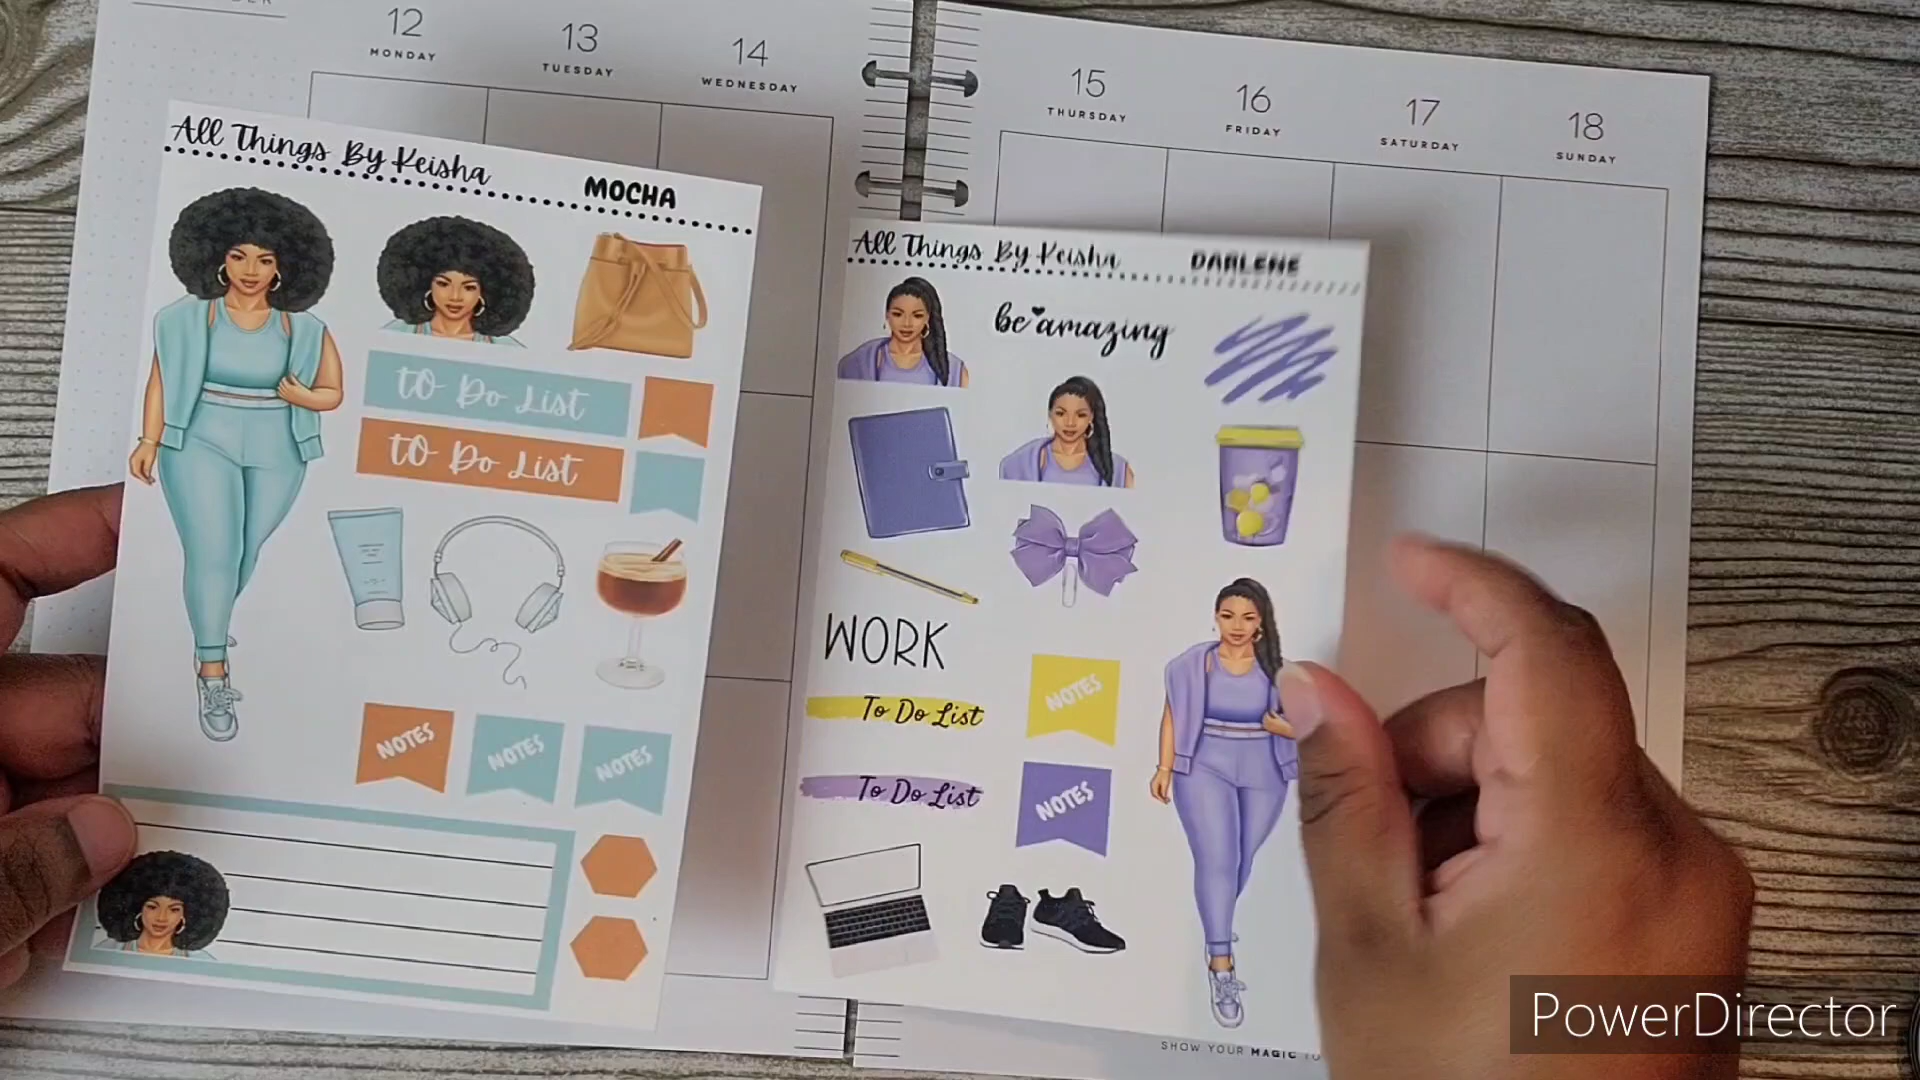 12
MONDAY
13
TUESDAY
14
WEDNESDAY
15
THURSDAY
16
FRIDAY
17
SATURDAY
18
SUNDAY
All Things By Keisha
MOCHA
to Do List
to Do List
NOTES
NOTES
NOTES
All Things By Keisha
DARLENE
be amazing
WORK
To Do List
NOTES
To Do List
NOTES
SHOW YOUR MAGIC TO
PowerDirector